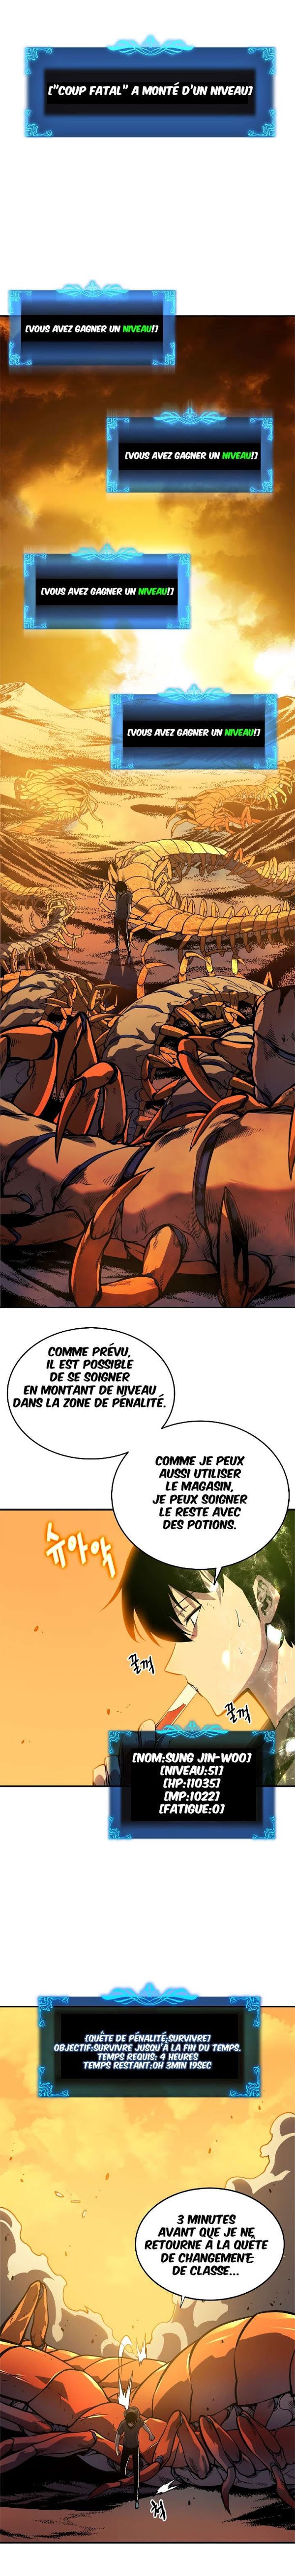 ["COUP FATAL" A MONTÉ D'UN NIVEAU]
[VOUS AVEZ GAGNER UN NIVEAU!]
[VOUS AVEZ GAGNER UN NIVEAU!]
[VOUS AVEZ GAGNER UN NIVEAU!]
[VOUS AVEZ GAGNER UN NIVEAU!]
COMME PRÉVU,
IL EST POSSIBLE
DE SE SOIGNER
EN MONTANT DE NIVEAU
DANS LA ZONE DE PENALITÉ.
COMME JE PEUX
AUSSI UTILISER
LE MAGASIN,
JE PEUX SOIGNER
LE RESTE AVEC
DES POTIONS.
슈아악
꿀꺽
꿀꺽
[NOM:SUNG JIN-WOO]
[NIVEAU:51]
[HP:11035]
[MP:1022]
[FATIGUE:0]
[QUÊTE DE PÉNALITÉ:SURVIVRE]
OBJECTIF:SURVIVRE JUSQU'À LA FIN DU TEMPS.
TEMPS REQUIS: 4 HEURES
TEMPS RESTANT:0H 3MIN 19SEC
3 MINUTES
AVANT QUE JE NE
RETOURNE À LA QUÊTE
DE CHANGEMENT
DE CLASSE...
척